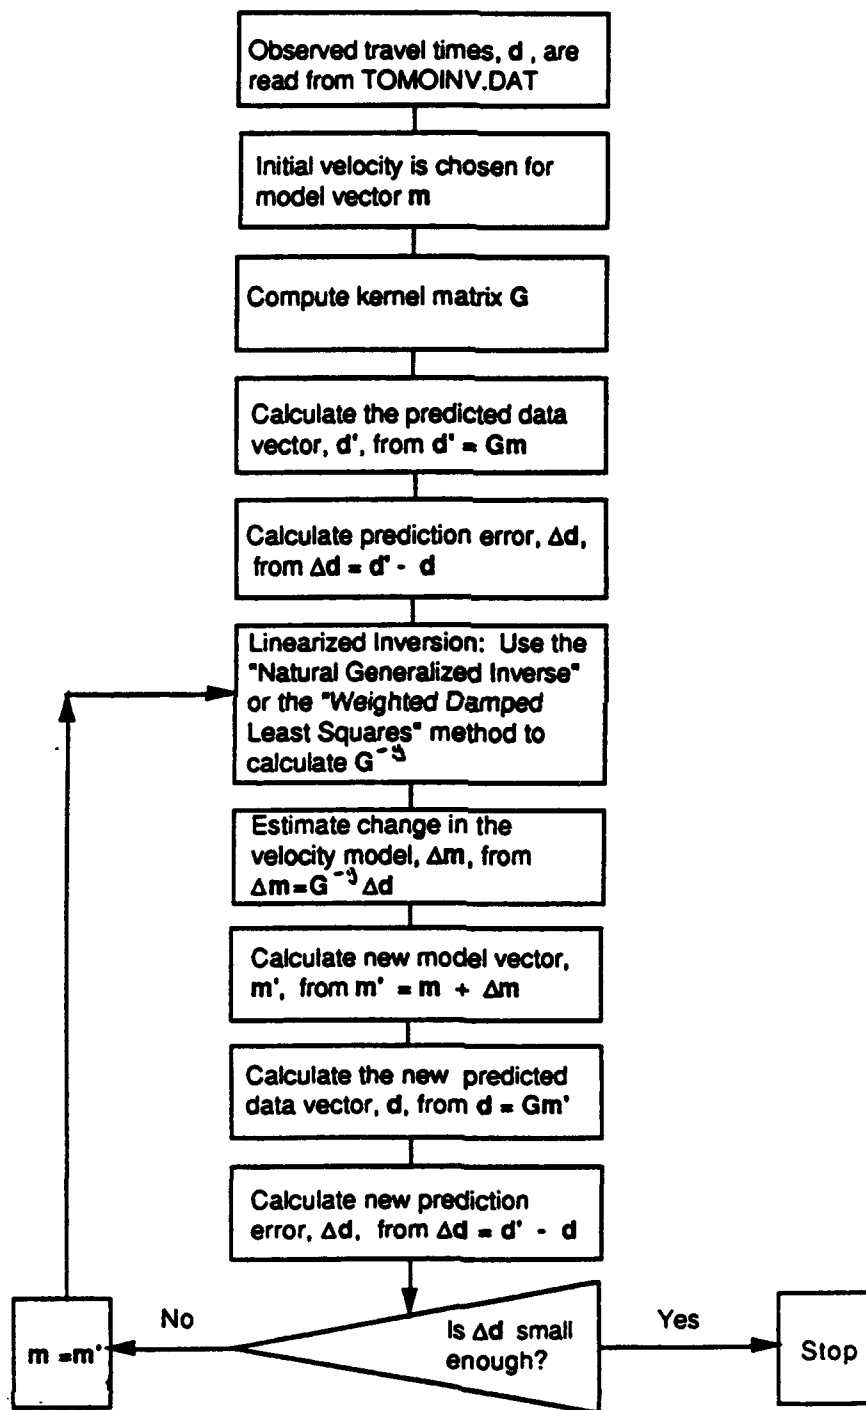 Observed travel times, d , are
read from TOMOINV.DAT
Initial velocity is chosen for
model vector m
Compute kernel matrix G
Calculate the predicted data
vector, d', from d' = Gm
Calculate prediction error, Δd,
from Δd = d' - d
Linearized Inversion: Use the
"Natural Generalized Inverse"
or the "Weighted Damped
Least Squares" method to
calculate G⁻ᵍ
Estimate change in the
velocity model, Δm, from
Δm=G⁻ᵍ Δd
Calculate new model vector,
m', from m' = m + Δm
Calculate the new predicted
data vector, d, from d = Gm'
Calculate new prediction
error, Δd, from Δd = d' - d
No
Is Δd small
enough?
Yes
m =m'
Stop